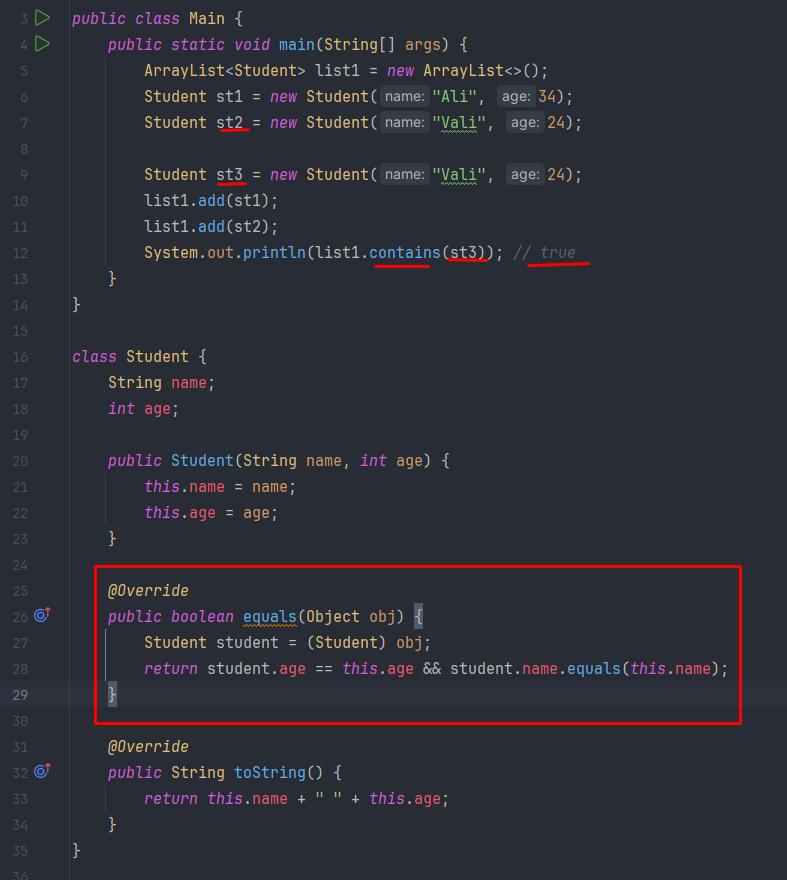 3 public class Main {
4 public static void main(String[] args) {
5 ArrayList<Student> list1 = new ArrayList<>();
6 Student st1 = new Student( name: "Ali", age: 34);
7 Student st2 = new Student( name: "Vali", age: 24);
8
9 Student st3 = new Student( name: "Vali", age: 24);
10 list1.add(st1);
11 list1.add(st2);
12 System.out.println(list1.contains(st3)); // true
13 }
14 }
15
16 class Student {
17 String name;
18 int age;
19
20 public Student(String name, int age) {
21 this.name = name;
22 this.age = age;
23 }
24
25 @Override
26 public boolean equals(Object obj) {
27 Student student = (Student) obj;
28 return student.age == this.age && student.name.equals(this.name);
29 }
30
31 @Override
32 public String toString() {
33 return this.name + " " + this.age;
34 }
35 }
36